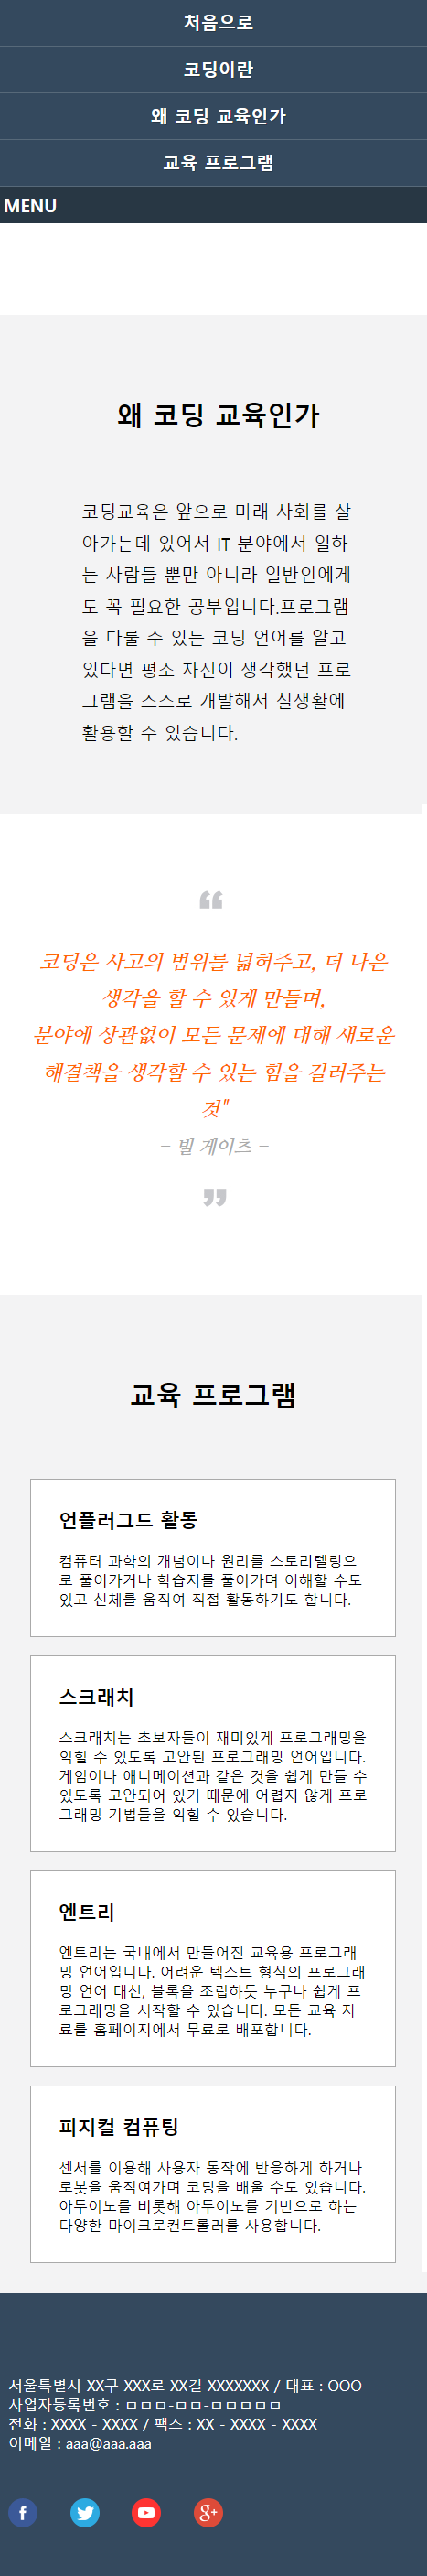 처음으로
코딩이란
왜 코딩 교육인가
교육 프로그램
MENU
왜 코딩 교육인가
코딩교육은 앞으로 미래 사회를 살
아가는데 있어서 IT 분야에서 일하
는 사람들 뿐만 아니라 일반인에게
도 꼭 필요한 공부입니다.프로그램
을 다룰 수 있는 코딩 언어를 알고
있다면 평소 자신이 생각했던 프로
그램을 스스로 개발해서 실생활에
활용할 수 있습니다.
“
코딩은 사고의 범위를 넓혀주고, 더 나은
생각을 할 수 있게 만들며,
분야에 상관없이 모든 문제에 대해 새로운
해결책을 생각할 수 있는 힘을 길러주는
것"
- 빌 게이츠 -
”
교육 프로그램
언플러그드 활동
컴퓨터 과학의 개념이나 원리를 스토리텔링으
로 풀어가거나 학습지를 풀어가며 이해할 수도
있고 신체를 움직여 직접 활동하기도 합니다.
스크래치
스크래치는 초보자들이 재미있게 프로그래밍을
익힐 수 있도록 고안된 프로그래밍 언어입니다.
게임이나 애니메이션과 같은 것을 쉽게 만들 수
있도록 고안되어 있기 때문에 어렵지 않게 프로
그래밍 기법들을 익힐 수 있습니다.
엔트리
엔트리는 국내에서 만들어진 교육용 프로그래
밍 언어입니다. 어려운 텍스트 형식의 프로그래
밍 언어 대신, 블록을 조립하듯 누구나 쉽게 프
로그래밍을 시작할 수 있습니다. 모든 교육 자
료를 홈페이지에서 무료로 배포합니다.
피지컬 컴퓨팅
센서를 이용해 사용자 동작에 반응하게 하거나
로봇을 움직여가며 코딩을 배울 수도 있습니다.
아두이노를 비롯해 아두이노를 기반으로 하는
다양한 마이크로컨트롤러를 사용합니다.
서울특별시 XX구 XXX로 XX길 XXXXXXX / 대표 : OOO
사업자등록번호 : ㅁㅁㅁ-ㅁㅁ-ㅁㅁㅁㅁㅁ
전화 : XXXX - XXXX / 팩스 : XX - XXXX - XXXX
이메일 : aaa@aaa.aaa
f
g+